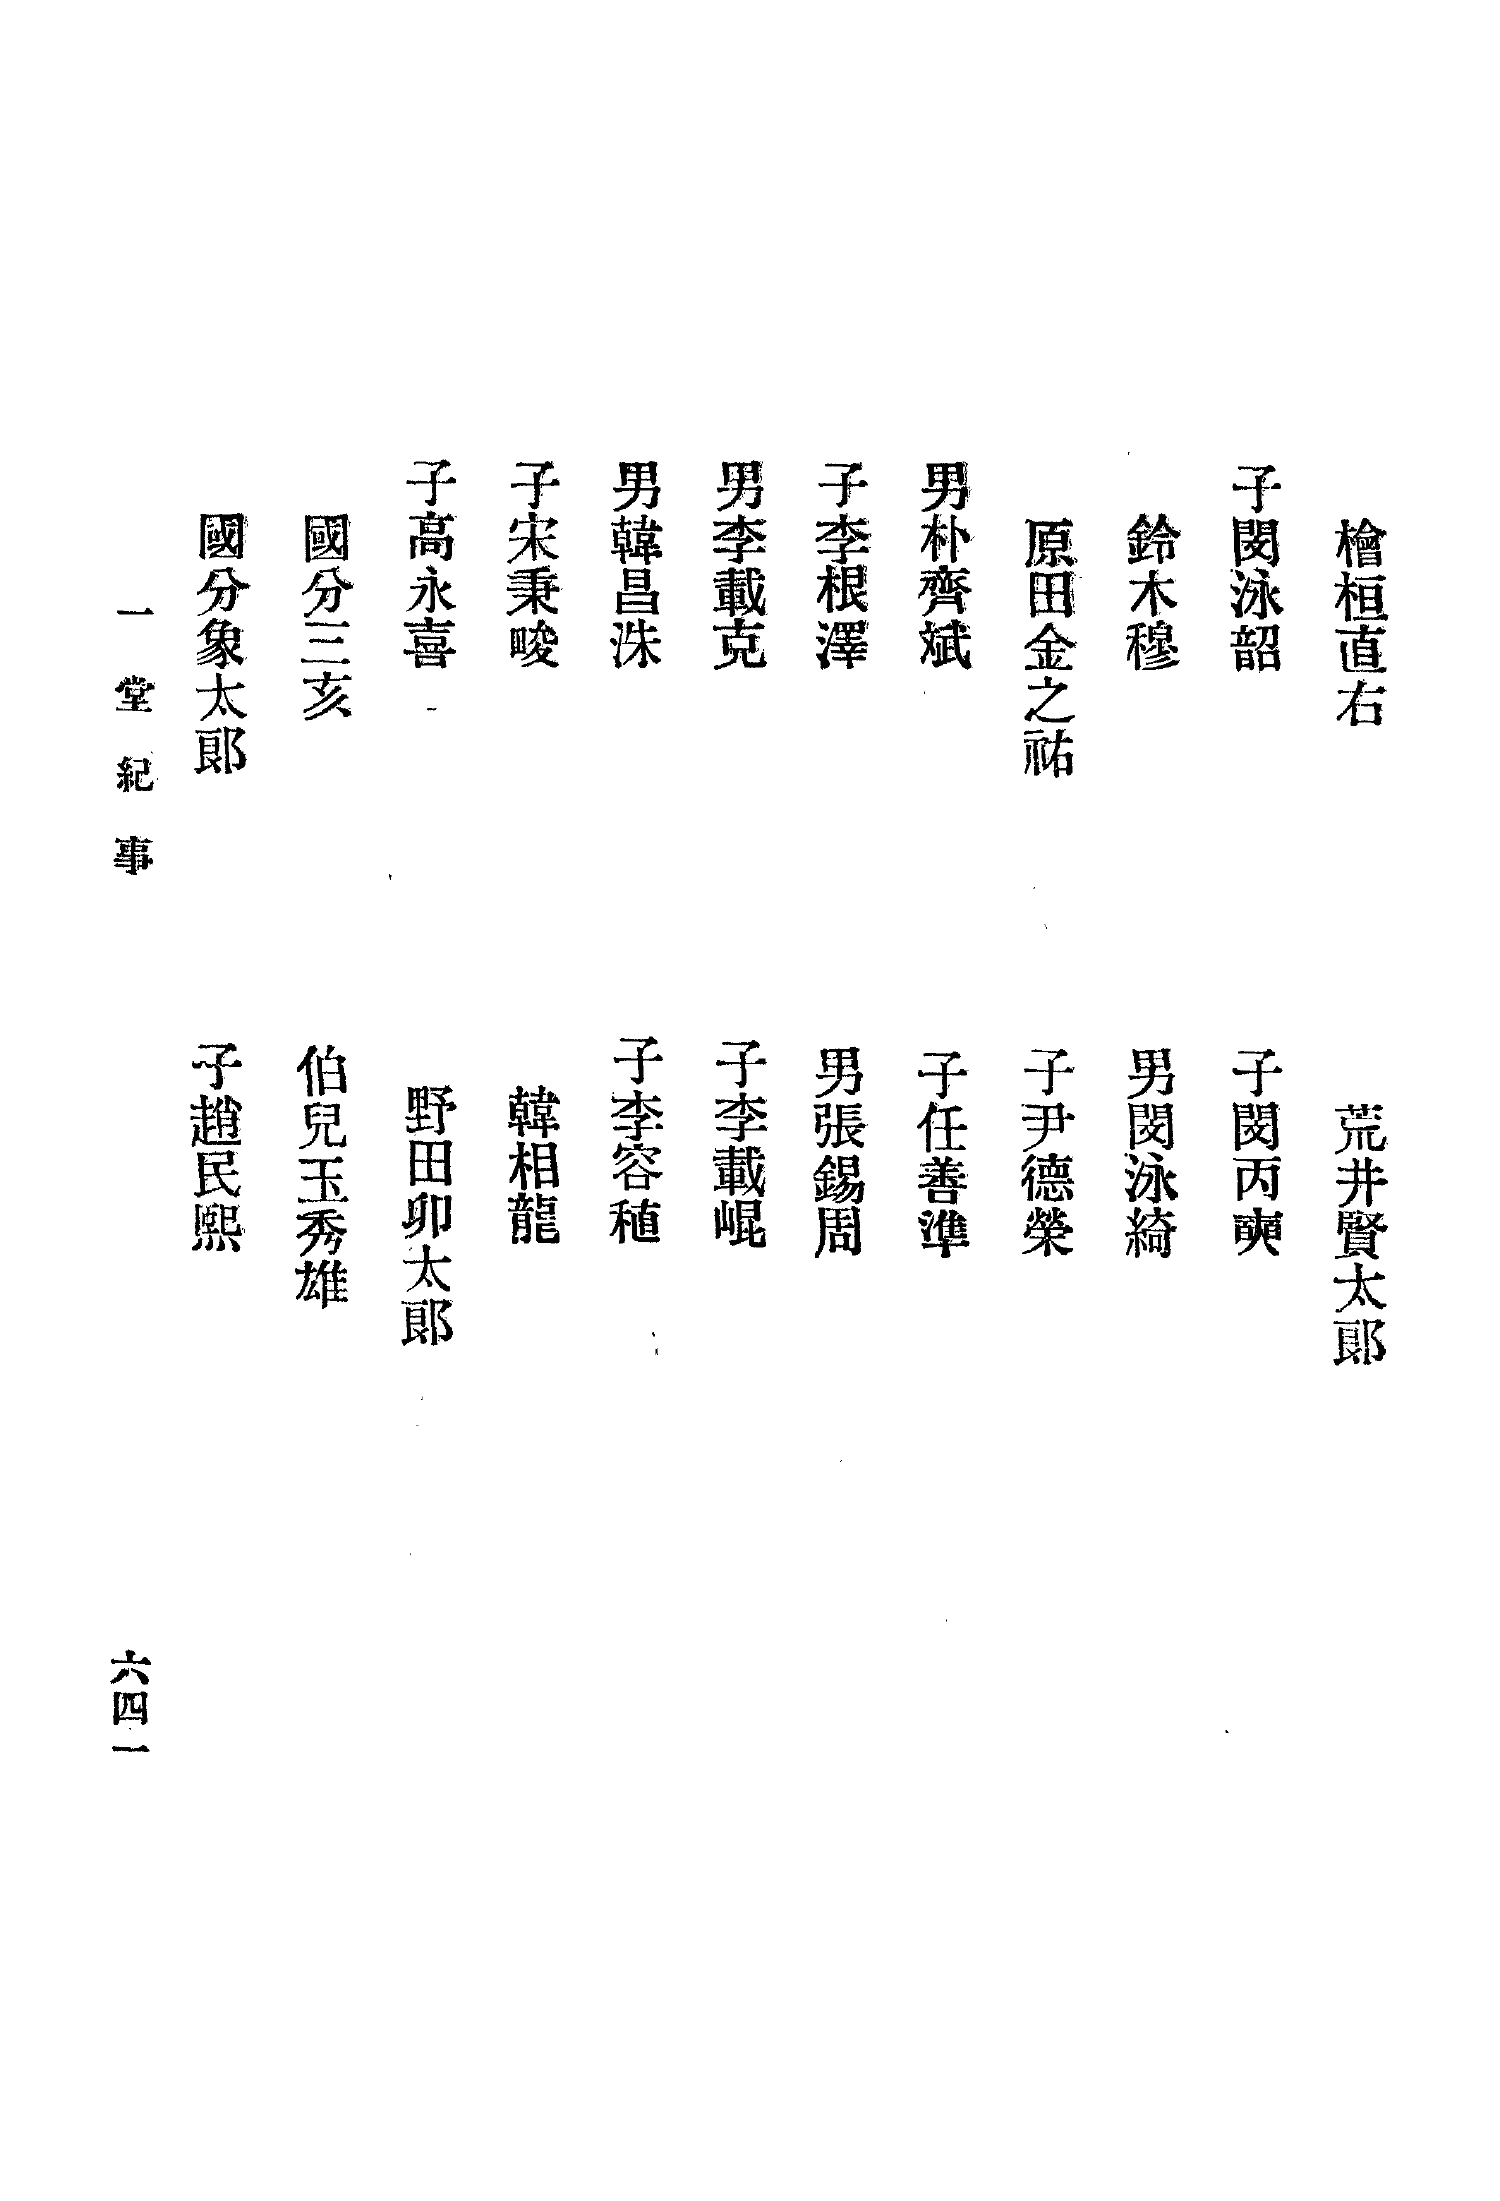 檜垣直右　荒井賢太郎
子閔泳韶　子閔丙奭
鈴木穆　男閔泳綺
原田金之祐　子尹德榮
男朴齊斌　子任善準
子李根澤　男張錫周
男李載克　子李載崐
男韓昌洙　子李容稙
子宋秉畯　韓相龍
子高永喜　野田卯太郎
國分三亥　伯兒玉秀雄
國分象太郎　子趙民熙
一堂紀事　六四一